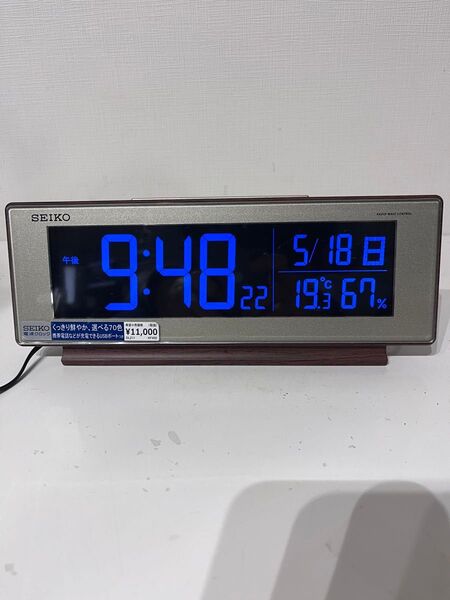 SEIKO
RADIO WAVE CONTROL
午後
9:48 22
5/18 日
19.3℃ 67%
SEIKO
電波クロック
くっきり鮮やか、選べる70色
携帯電話などが充電できるUSBポート
¥11,000